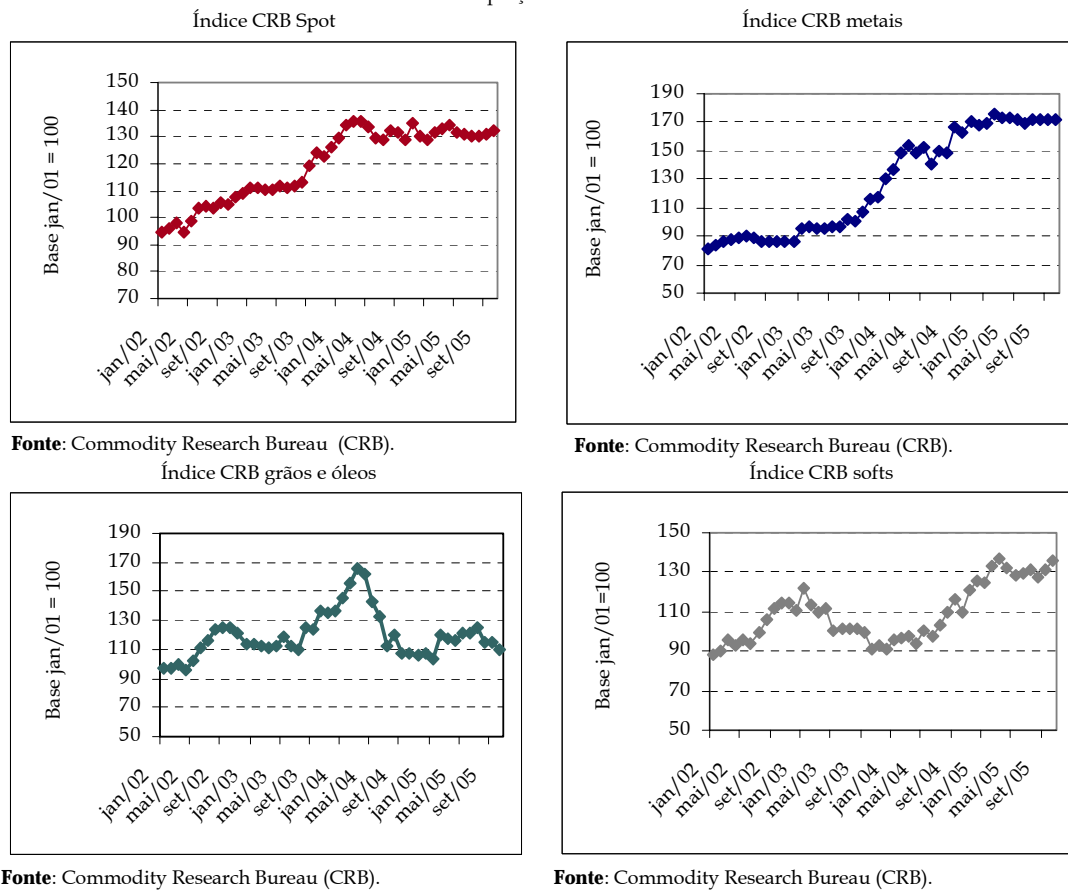 Índice CRB Spot
Base jan/01 = 100
150
140
130
120
110
100
90
80
70
jan/02
mai/02
set/02
jan/03
mai/03
set/03
jan/04
mai/04
set/04
jan/05
mai/05
set/05
Fonte: Commodity Research Bureau (CRB).
Índice CRB metais
Base jan/01 = 100
190
170
150
130
110
90
70
50
jan/02
mai/02
set/02
jan/03
mai/03
set/03
jan/04
mai/04
set/04
jan/05
mai/05
set/05
Fonte: Commodity Research Bureau (CRB).
Índice CRB grãos e óleos
Base jan/01 = 100
190
170
150
130
110
90
70
50
jan/02
mai/02
set/02
jan/03
mai/03
set/03
jan/04
mai/04
set/04
jan/05
mai/05
set/05
Fonte: Commodity Research Bureau (CRB).
Índice CRB softs
Base jan/01=100
150
130
110
90
70
50
jan/02
mai/02
set/02
jan/03
mai/03
set/03
jan/04
mai/04
set/04
jan/05
mai/05
set/05
Fonte: Commodity Research Bureau (CRB).